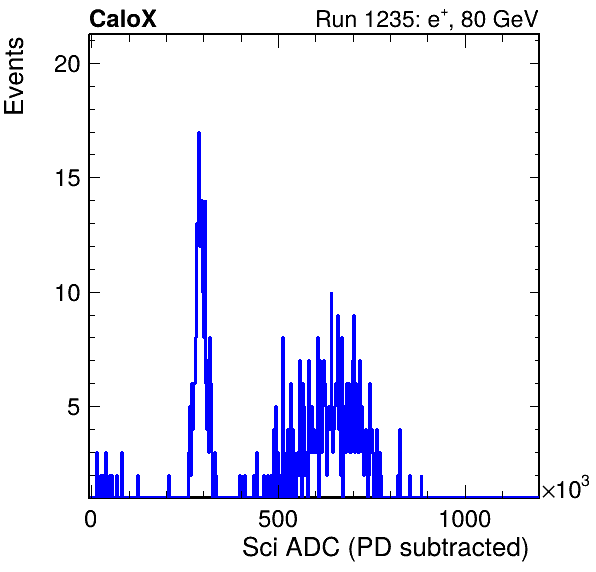 CaloX Run 1235: e⁺, 80 GeV
Events
20
15
10
5
0 500 1000 ×10³
Sci ADC (PD subtracted)